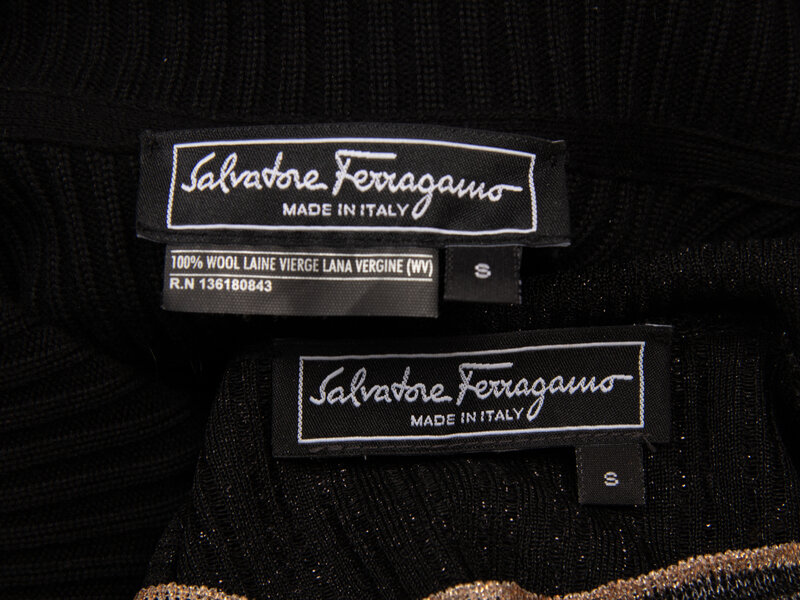 Salvatore Ferragamo
MADE IN ITALY
100% WOOL LAINE VIERGE LANA VERGINE (WV)
R.N 136180843
S
Salvatore Ferragamo
MADE IN ITALY
S